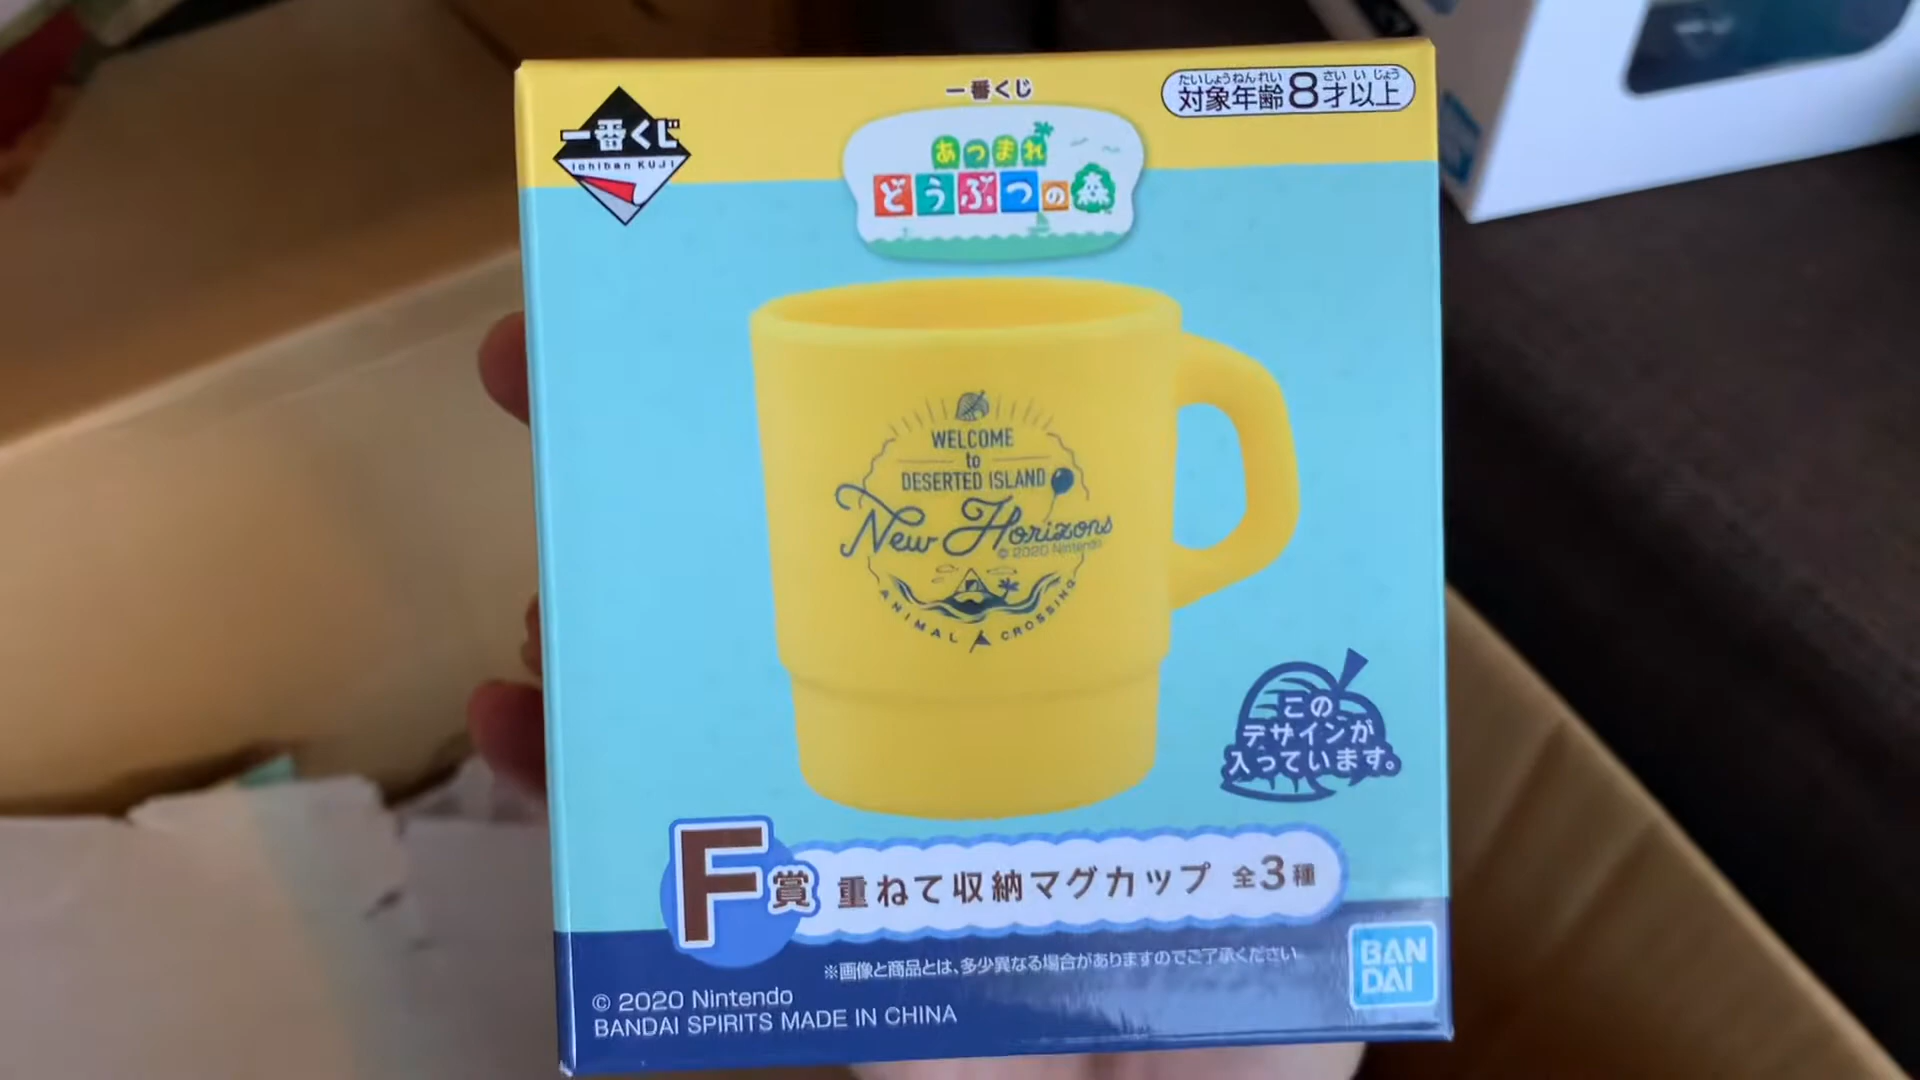 一番くじ
ichiban KUJI
一番くじ
あつまれ
どうぶつの森
たいしょうねんれい さい い じょう
対象年齢8才以上
WELCOME
to
DESERTED ISLAND
New Horizons
© 2020 Nintendo
ANIMAL CROSSING
この
デザインが
入っています。
F賞 重ねて収納マグカップ 全3種
※画像と商品とは、多少異なる場合がありますのでご了承ください
© 2020 Nintendo
BANDAI SPIRITS MADE IN CHINA
BAN
DAI